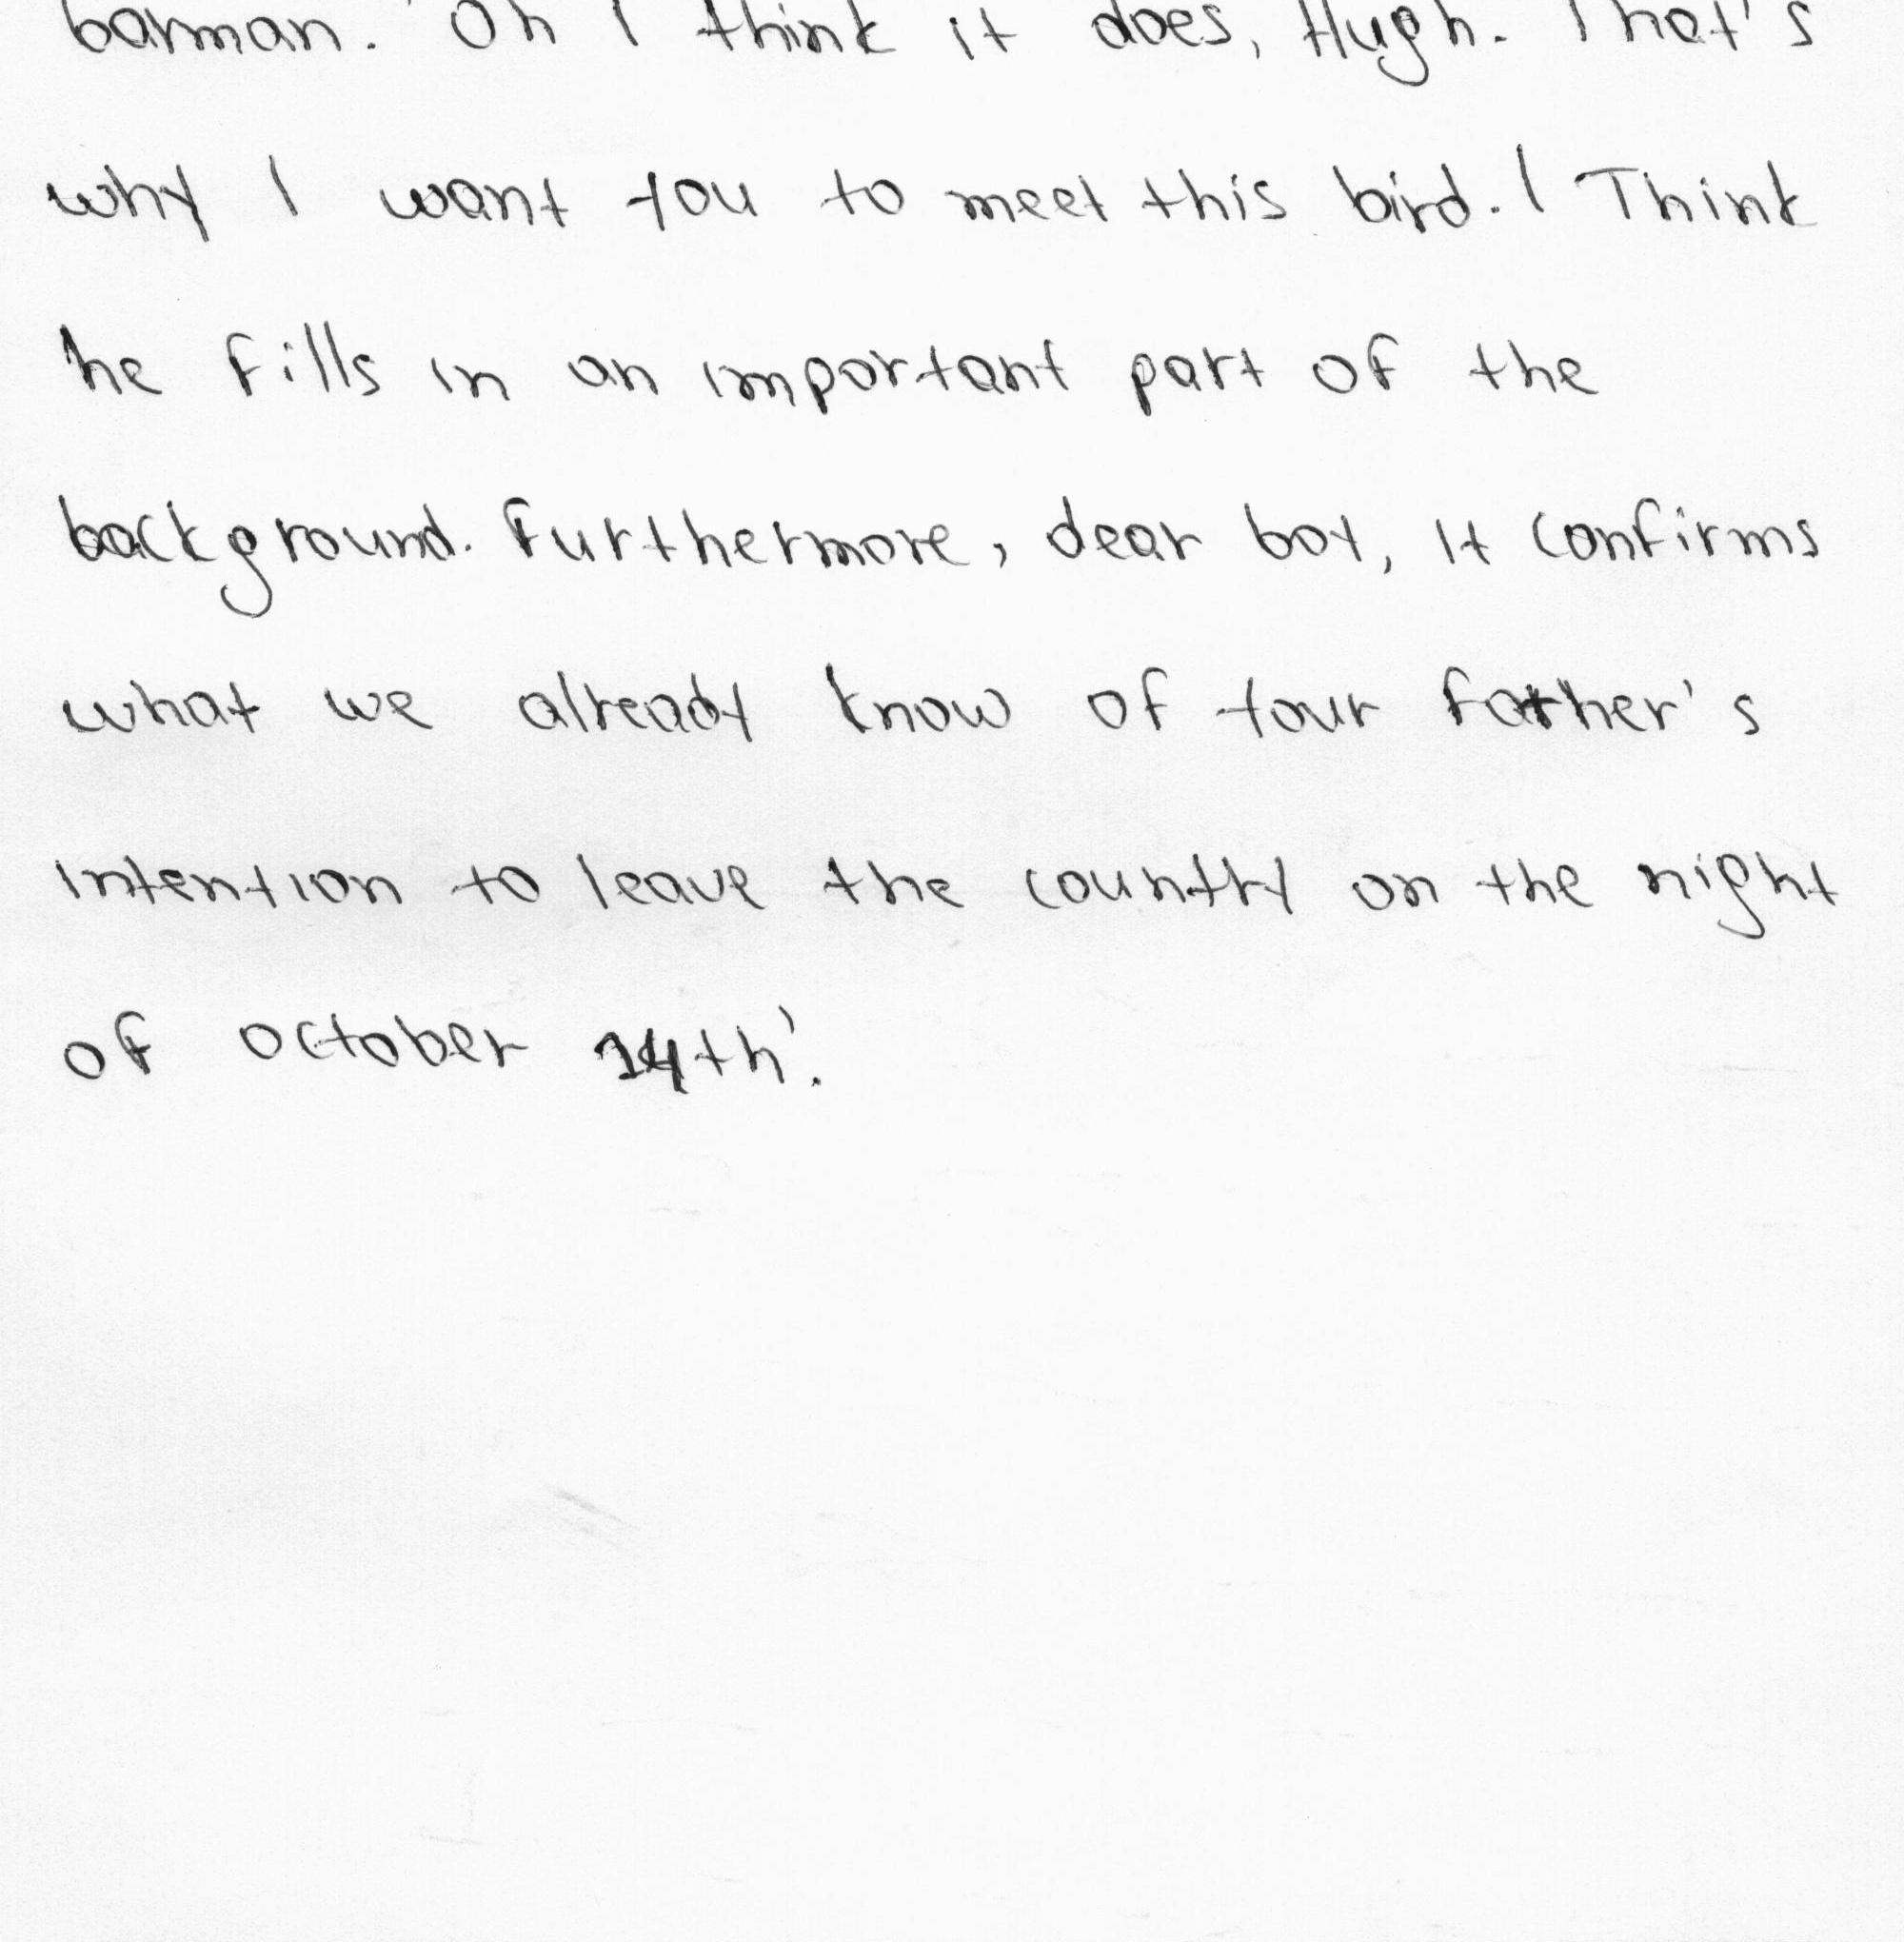 barman. 'Oh I think it does, Hugh. That's
why I want you to meet this bird. I Think
he fills in an important part of the
background. Furthermore, dear boy, it confirms
what we already know of your father's
intention to leave the country on the night
of October 14th'.